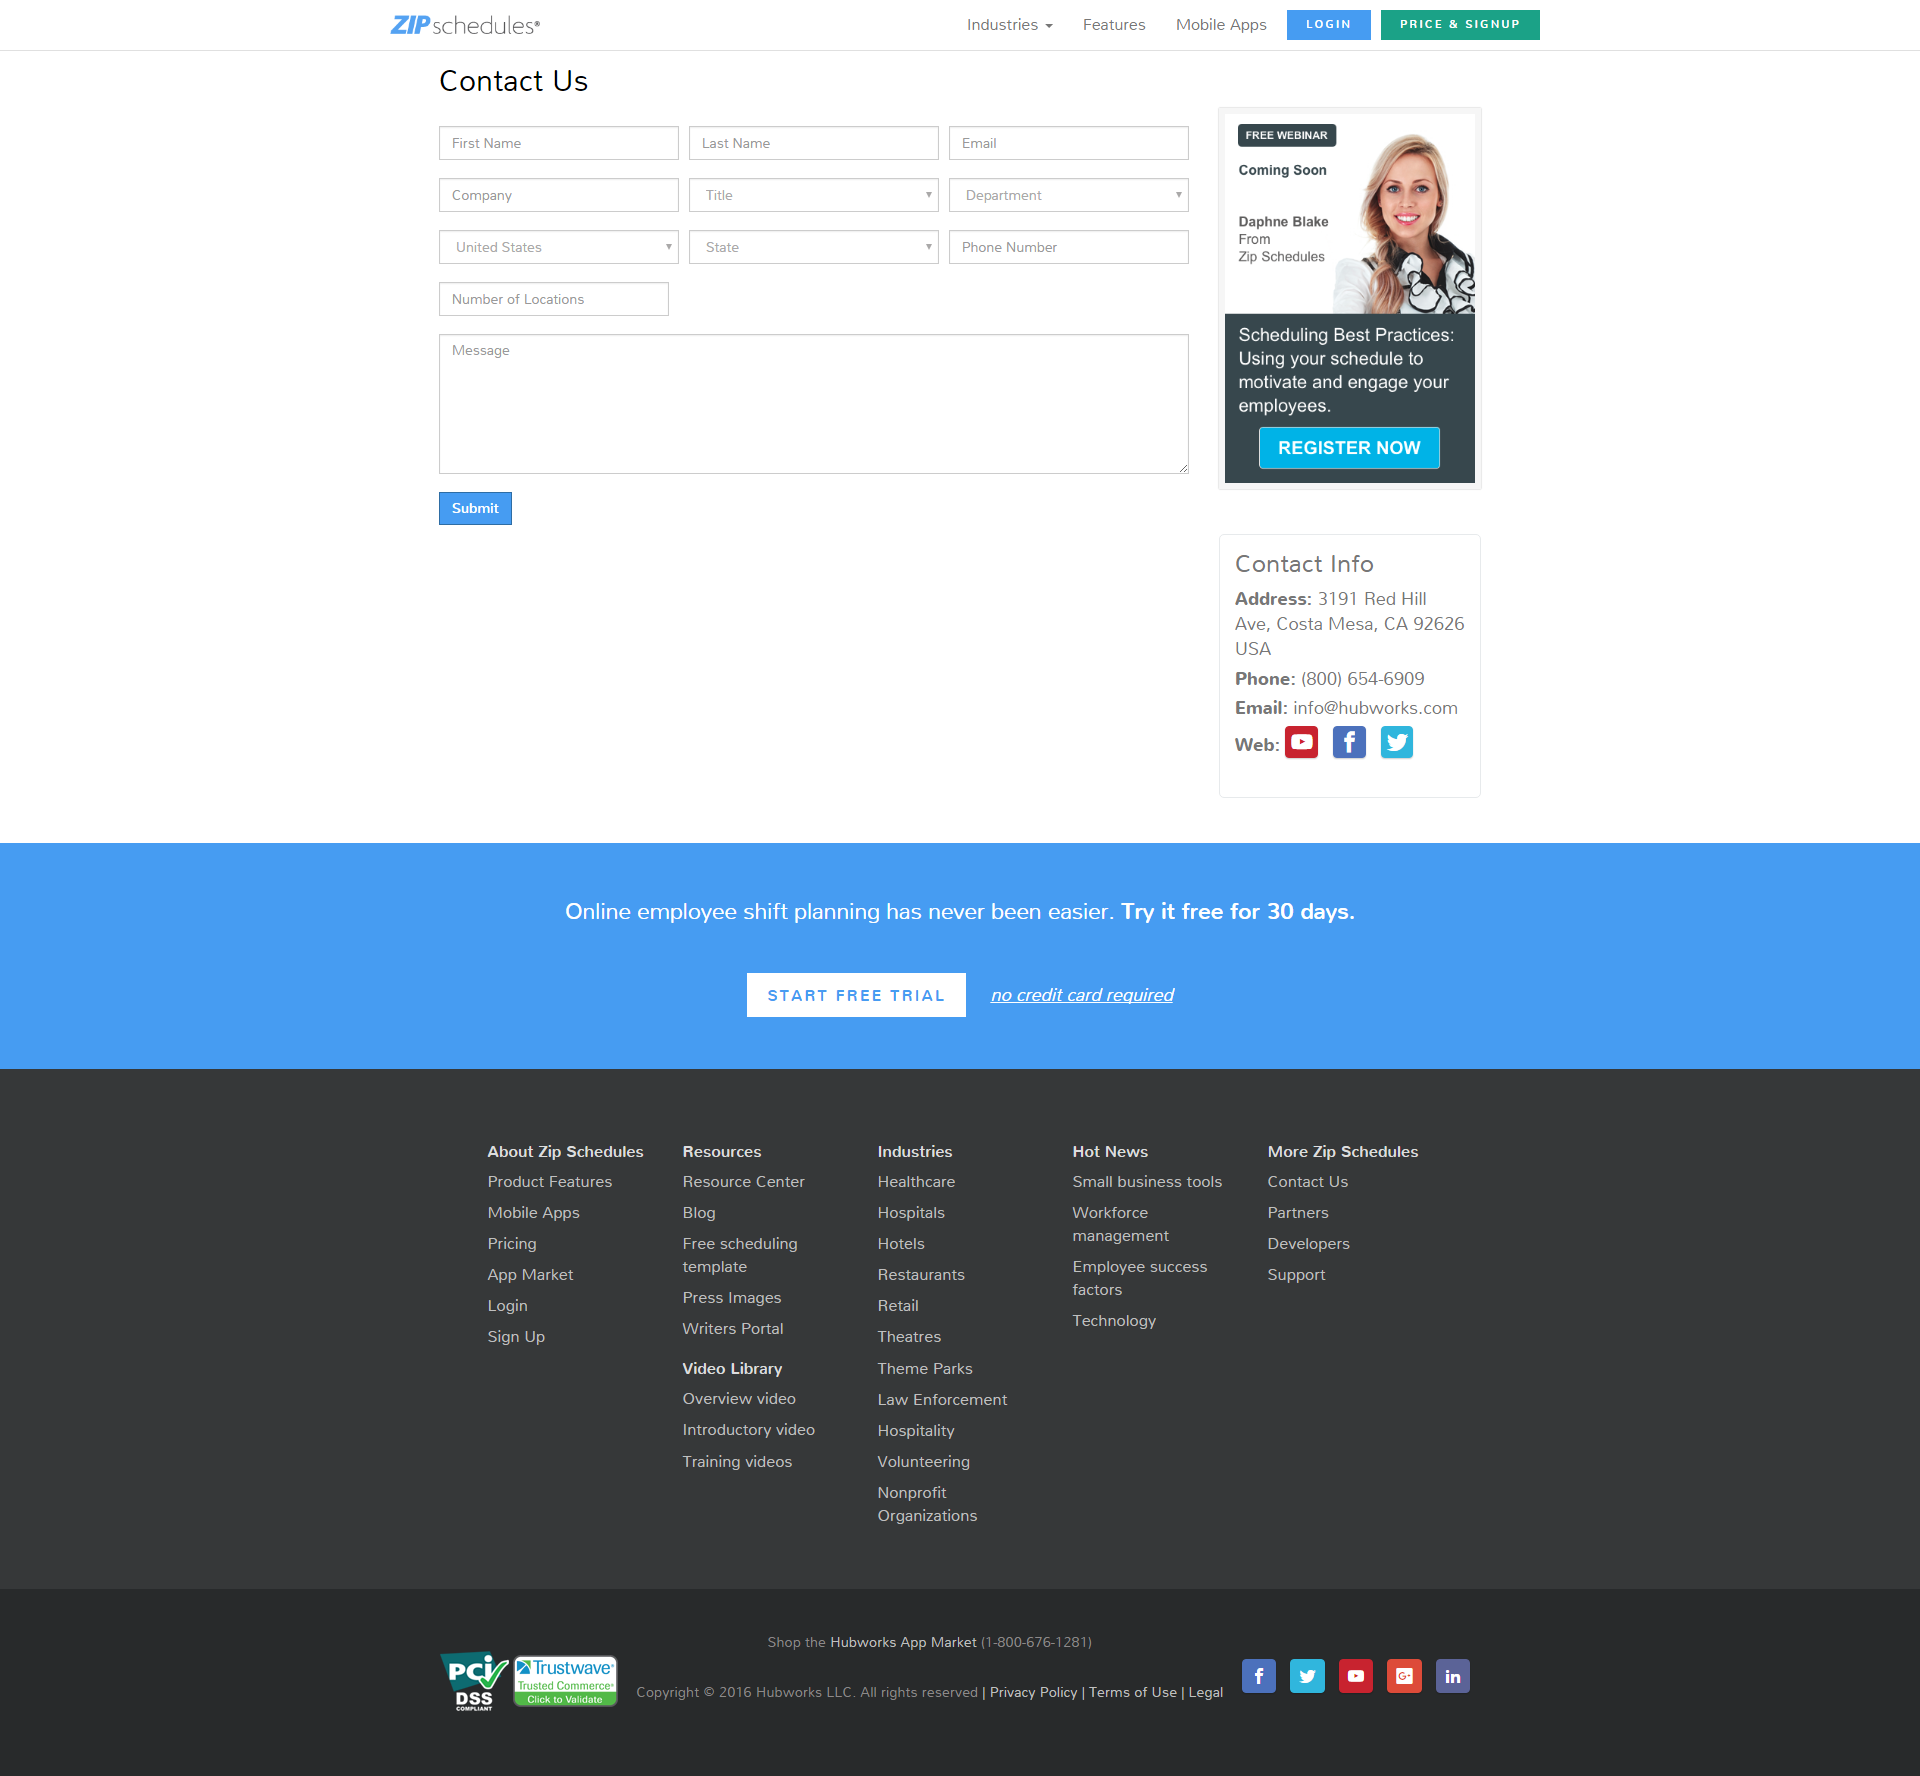 ZIPschedules®
Industries
Features
Mobile Apps
LOGIN
PRICE & SIGNUP
Contact Us
First Name
Last Name
Email
Company
Title
Department
United States
State
Phone Number
Number of Locations
Message
Submit
FREE WEBINAR
Coming Soon
Daphne Blake
From
Zip Schedules
Scheduling Best Practices:
Using your schedule to
motivate and engage your
employees.
REGISTER NOW
Contact Info
Address: 3191 Red Hill
Ave, Costa Mesa, CA 92626
USA
Phone: (800) 654-6909
Email: info@hubworks.com
Web:
Online employee shift planning has never been easier. Try it free for 30 days.
START FREE TRIAL
no credit card required
About Zip Schedules
Product Features
Mobile Apps
Pricing
App Market
Login
Sign Up
Resources
Resource Center
Blog
Free scheduling
template
Press Images
Writers Portal
Video Library
Overview video
Introductory video
Training videos
Industries
Healthcare
Hospitals
Hotels
Restaurants
Retail
Theatres
Theme Parks
Law Enforcement
Hospitality
Volunteering
Nonprofit
Organizations
Hot News
Small business tools
Workforce
management
Employee success
factors
Technology
More Zip Schedules
Contact Us
Partners
Developers
Support
PCi
DSS
COMPLIANT
Trustwave®
Trusted Commerce®
Click to Validate
Shop the Hubworks App Market (1-800-676-1281)
Copyright © 2016 Hubworks LLC. All rights reserved | Privacy Policy | Terms of Use | Legal